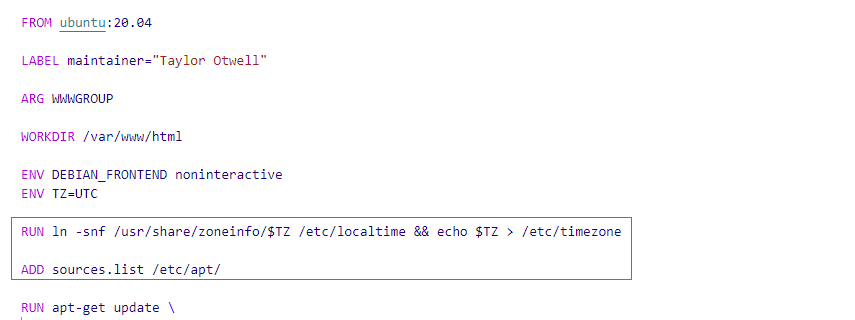 FROM ubuntu:20.04
LABEL maintainer="Taylor Otwell"
ARG WWWGROUP
WORKDIR /var/www/html
ENV DEBIAN_FRONTEND noninteractive
ENV TZ=UTC
RUN ln -snf /usr/share/zoneinfo/$TZ /etc/localtime && echo $TZ > /etc/timezone
ADD sources.list /etc/apt/
RUN apt-get update \